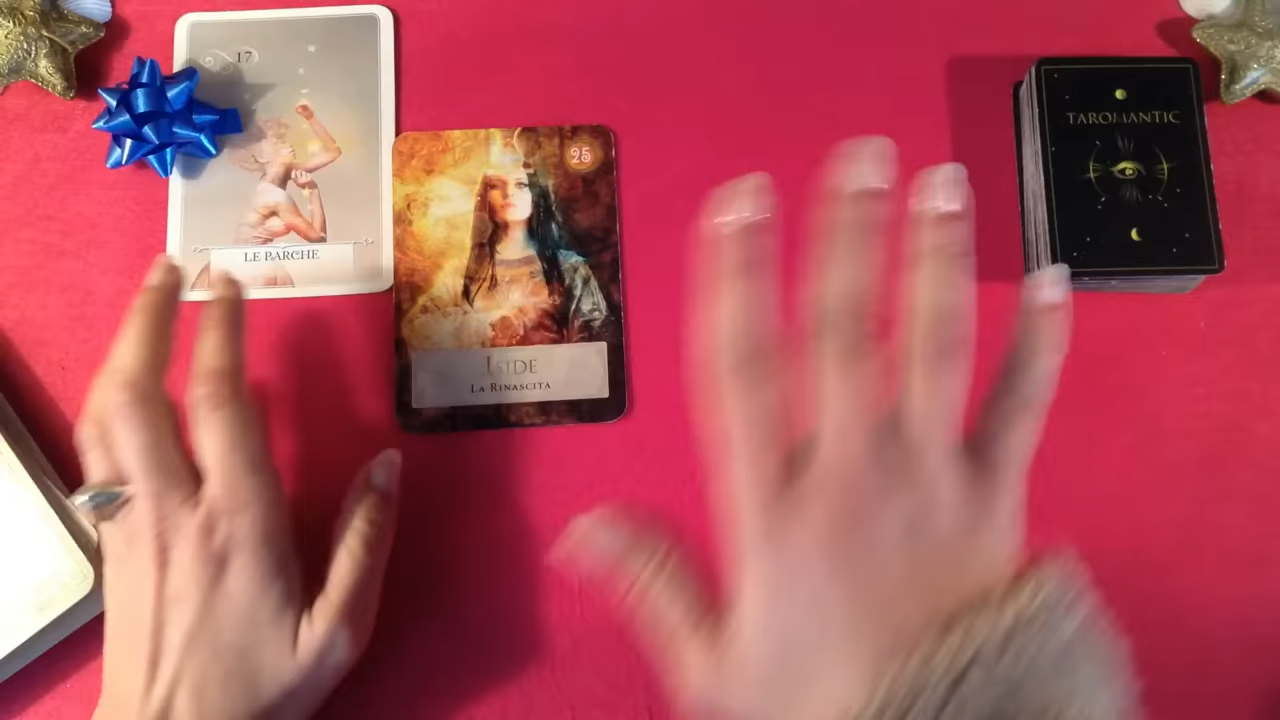 17
LE PARCHE
25
ISIDE
LA RINASCITA
TAROMANTIC